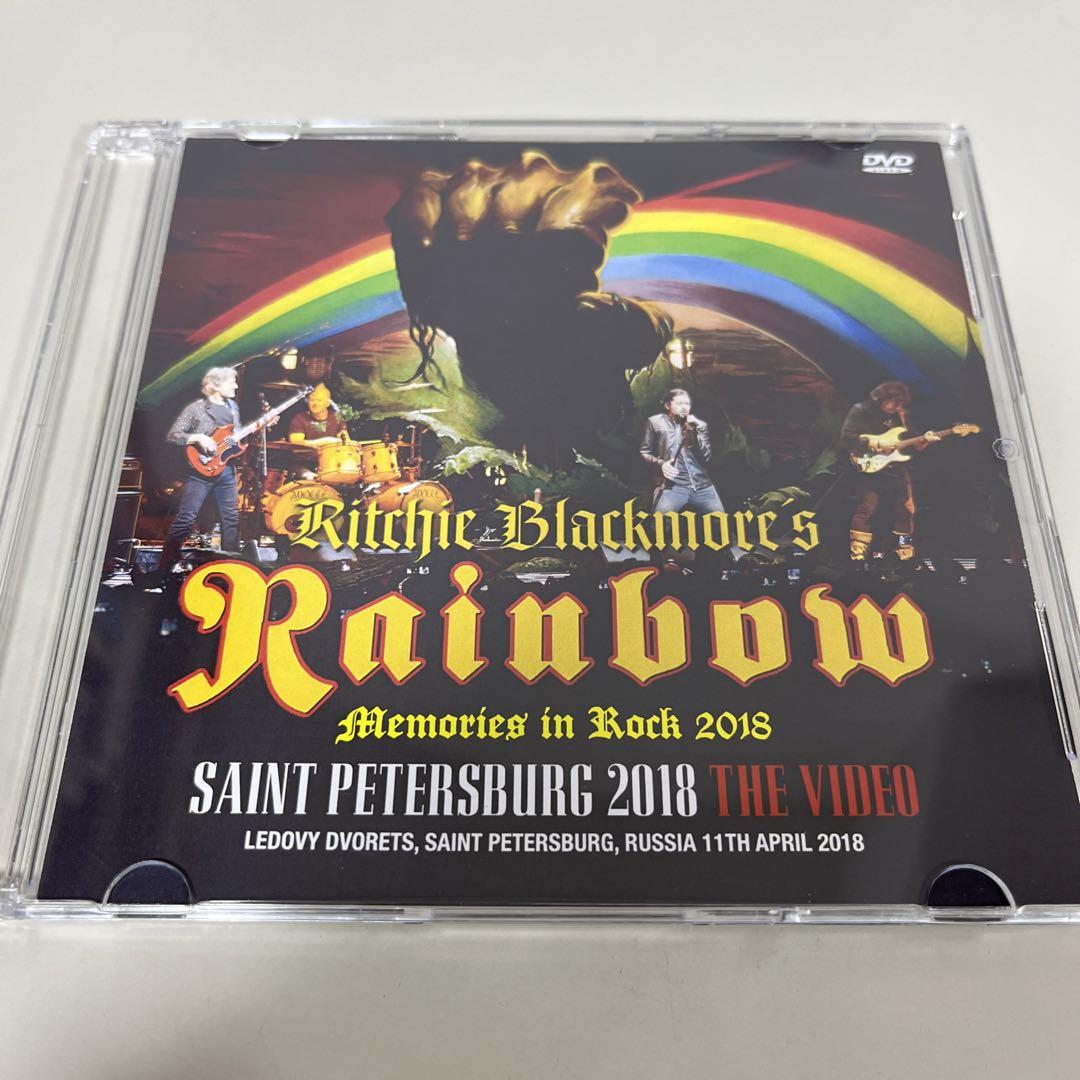 DVD
VIDEO
Ritchie Blackmore's
Rainbow
Memories in Rock 2018
SAINT PETERSBURG 2018 THE VIDEO
LEDOVY DVORETS, SAINT PETERSBURG, RUSSIA 11TH APRIL 2018